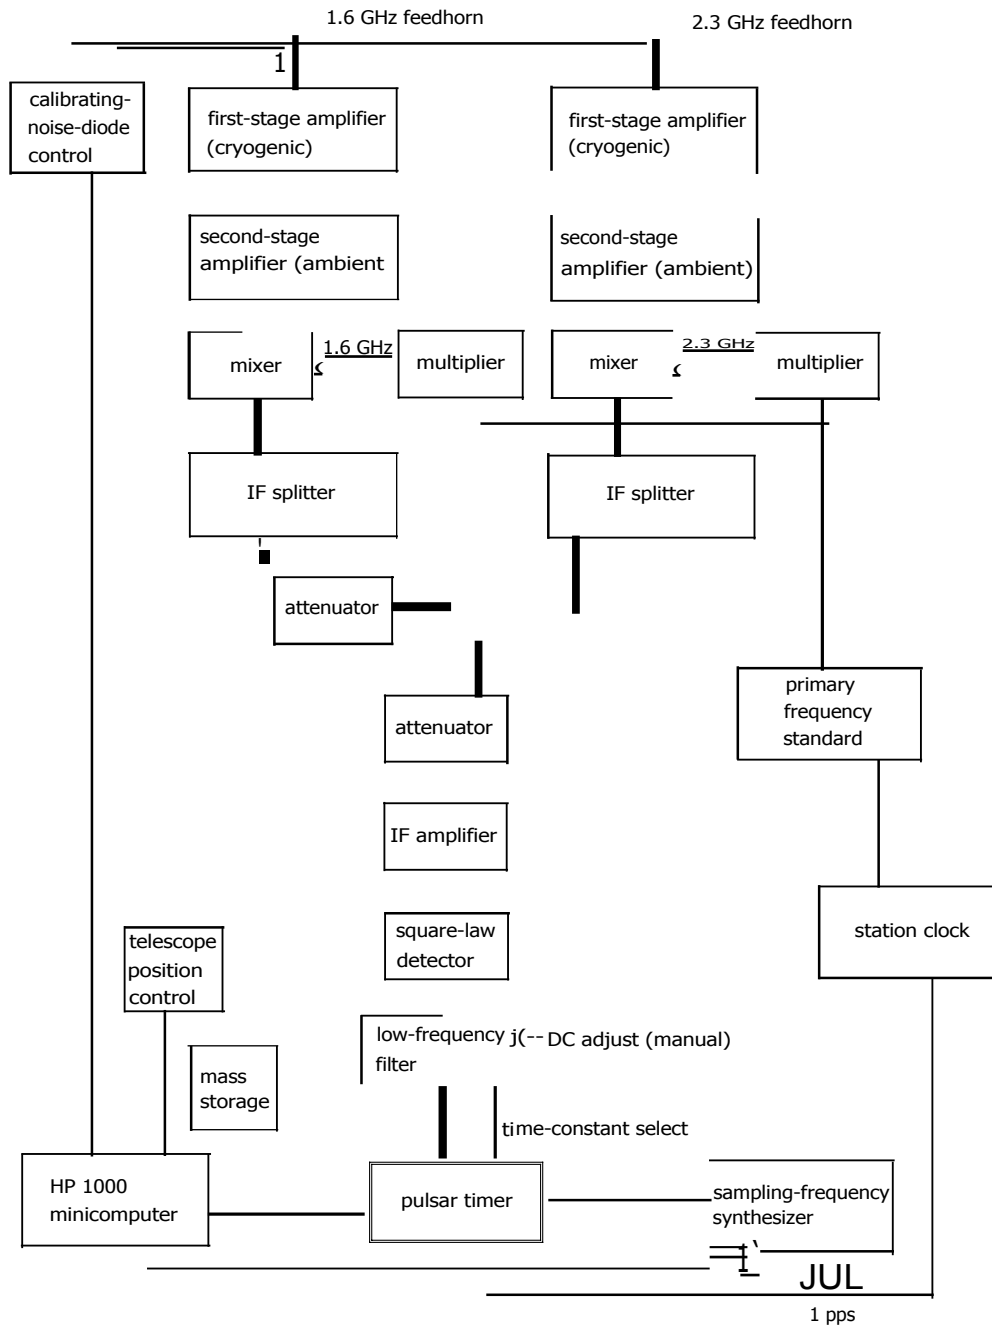 1.6 GHz feedhorn
2.3 GHz feedhorn
1
calibrating-
noise-diode
control
first-stage amplifier
(cryogenic)
first-stage amplifier
(cryogenic)
second-stage
amplifier (ambient
second-stage
amplifier (ambient)
mixer
1.6 GHz
multiplier
mixer
2.3 GHz
multiplier
IF splitter
IF splitter
attenuator
attenuator
primary
frequency
standard
IF amplifier
station clock
square-law
detector
telescope
position
control
low-frequency j(-- DC adjust (manual)
filter
mass
storage
time-constant select
HP 1000
minicomputer
pulsar timer
sampling-frequency
synthesizer
JUL
1 pps